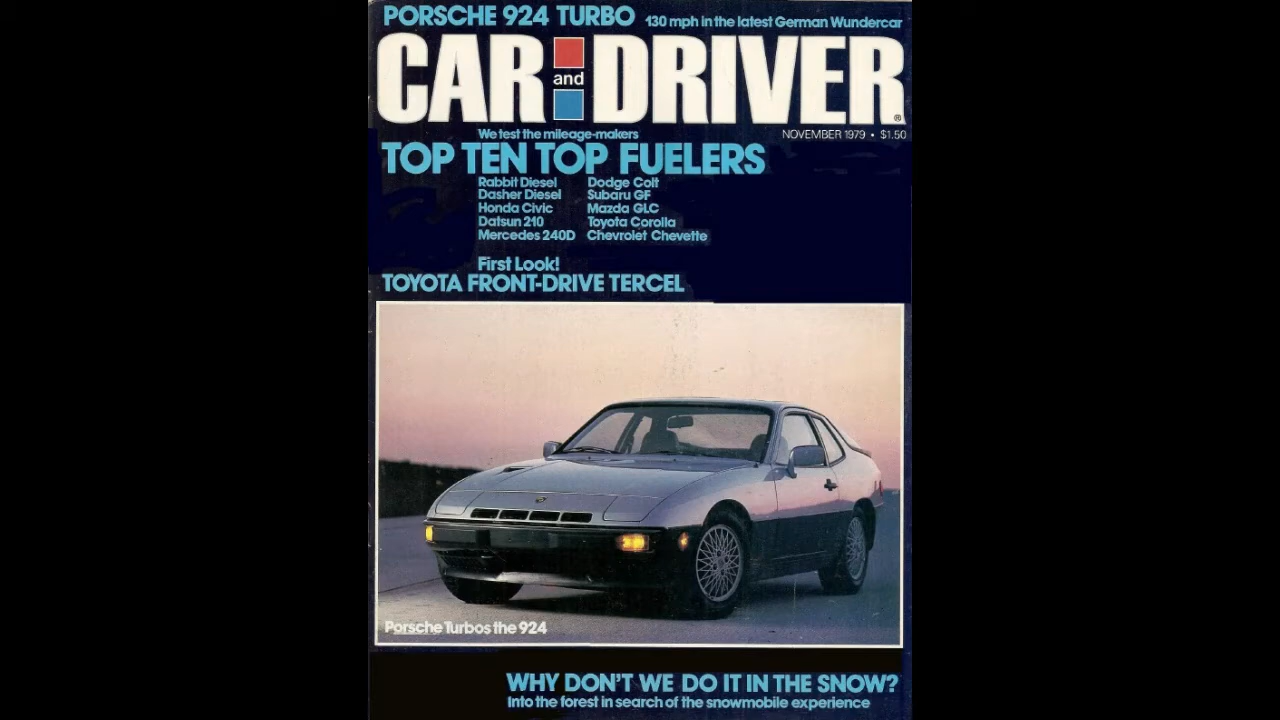 PORSCHE 924 TURBO 130 mph in the latest German Wundercar
CAR and DRIVER®
NOVEMBER 1979 • $1.50
We test the mileage-makers
TOP TEN TOP FUELERS
Rabbit Diesel Dodge Colt
Dasher Diesel Subaru GF
Honda Civic Mazda GLC
Datsun 210 Toyota Corolla
Mercedes 240D Chevrolet Chevette
First Look!
TOYOTA FRONT-DRIVE TERCEL
Porsche Turbos the 924
WHY DON'T WE DO IT IN THE SNOW?
Into the forest in search of the snowmobile experience